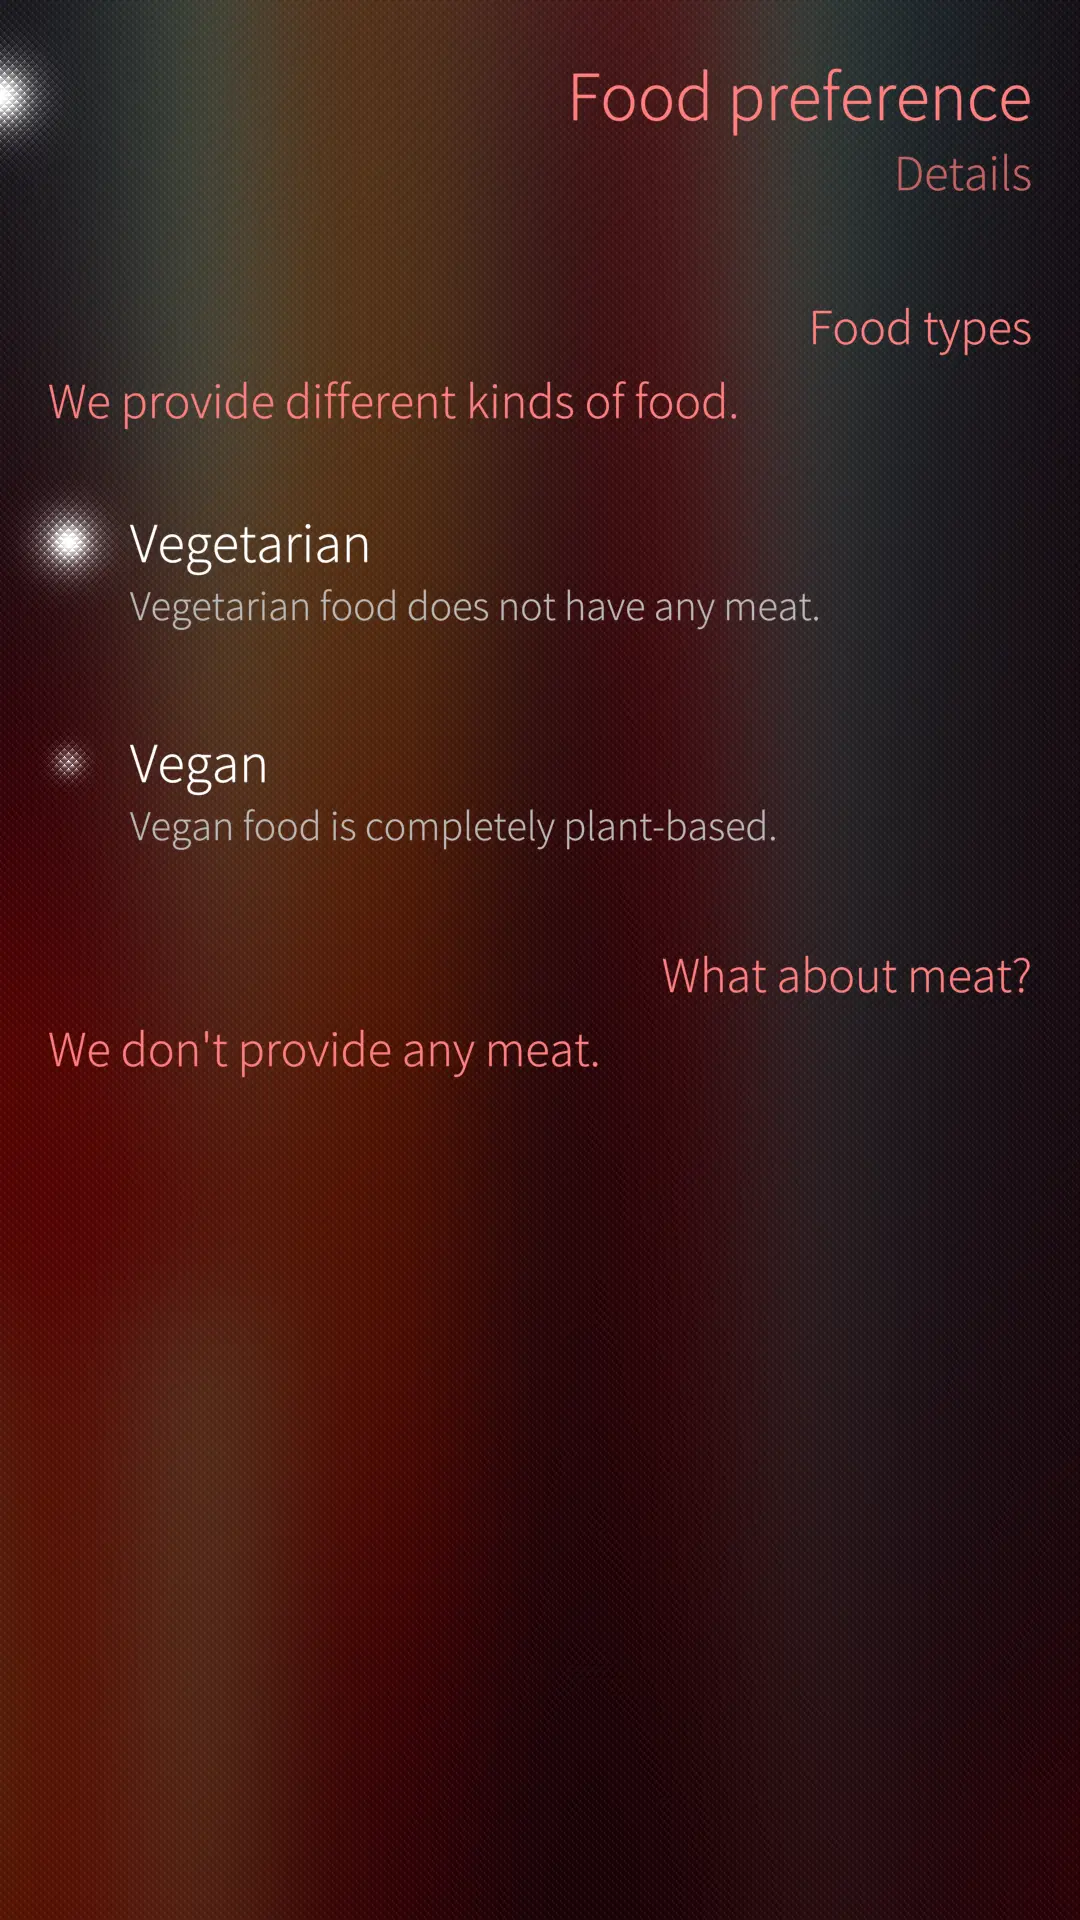 Food preference
Details
Food types
We provide different kinds of food.
Vegetarian
Vegetarian food does not have any meat.
Vegan
Vegan food is completely plant-based.
What about meat?
We don't provide any meat.